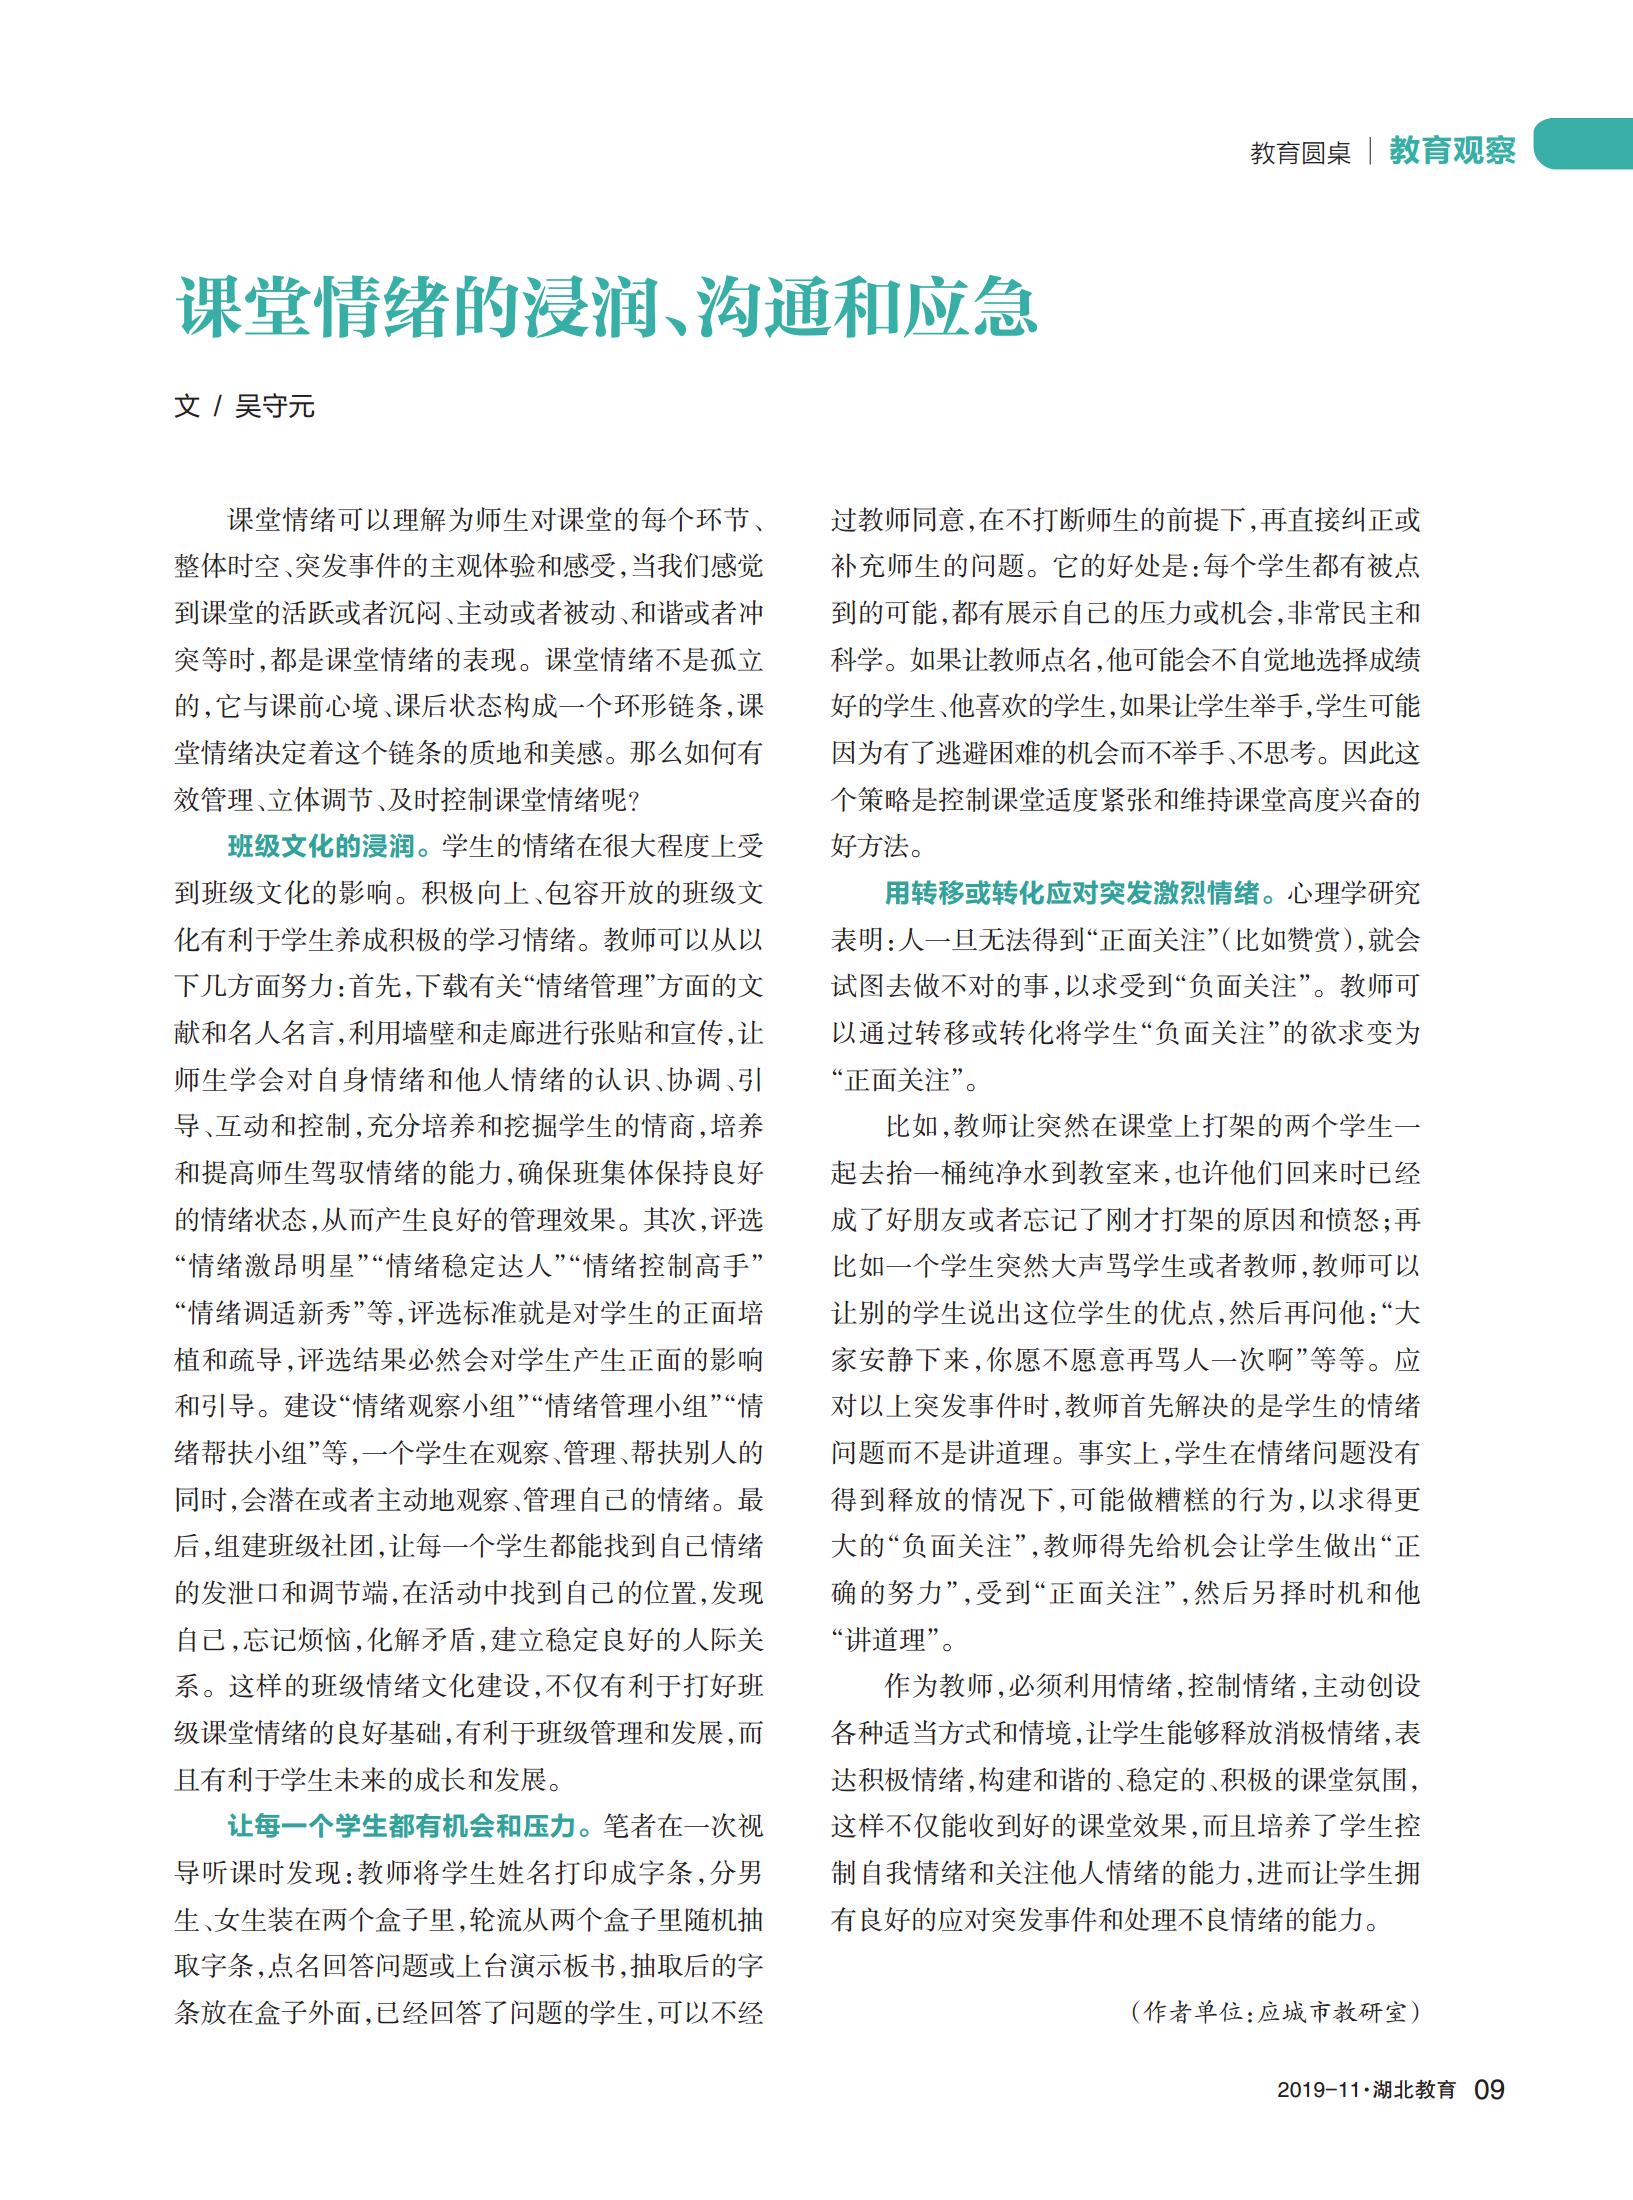 教育圆桌｜教育观察
课堂情绪的浸润、沟通和应急
文 / 吴守元
课堂情绪可以理解为师生对课堂的每个环节、
整体时空、突发事件的主观体验和感受，当我们感觉
到课堂的活跃或者沉闷、主动或者被动、和谐或者冲
突等时，都是课堂情绪的表现。课堂情绪不是孤立
的，它与课前心境、课后状态构成一个环形链条，课
堂情绪决定着这个链条的质地和美感。那么如何有
效管理、立体调节、及时控制课堂情绪呢？
班级文化的浸润。学生的情绪在很大程度上受
到班级文化的影响。积极向上、包容开放的班级文
化有利于学生养成积极的学习情绪。教师可以从以
下几方面努力：首先，下载有关“情绪管理”方面的文
献和名人名言，利用墙壁和走廊进行张贴和宣传，让
师生学会对自身情绪和他人情绪的认识、协调、引
导、互动和控制，充分培养和挖掘学生的情商，培养
和提高师生驾驭情绪的能力，确保班集体保持良好
的情绪状态，从而产生良好的管理效果。其次，评选
“情绪激昂明星”“情绪稳定达人”“情绪控制高手”
“情绪调适新秀”等，评选标准就是对学生的正面培
植和疏导，评选结果必然会对学生产生正面的影响
和引导。建设“情绪观察小组”“情绪管理小组”“情
绪帮扶小组”等，一个学生在观察、管理、帮扶别人的
同时，会潜在或者主动地观察、管理自己的情绪。最
后，组建班级社团，让每一个学生都能找到自己情绪
的发泄口和调节端，在活动中找到自己的位置，发现
自己，忘记烦恼，化解矛盾，建立稳定良好的人际关
系。这样的班级情绪文化建设，不仅有利于打好班
级课堂情绪的良好基础，有利于班级管理和发展，而
且有利于学生未来的成长和发展。
让每一个学生都有机会和压力。笔者在一次视
导听课时发现：教师将学生姓名打印成字条，分男
生、女生装在两个盒子里，轮流从两个盒子里随机抽
取字条，点名回答问题或上台演示板书，抽取后的字
条放在盒子外面，已经回答了问题的学生，可以不经
过教师同意，在不打断师生的前提下，再直接纠正或
补充师生的问题。它的好处是：每个学生都有被点
到的可能，都有展示自己的压力或机会，非常民主和
科学。如果让教师点名，他可能会不自觉地选择成绩
好的学生、他喜欢的学生，如果让学生举手，学生可能
因为有了逃避困难的机会而不举手、不思考。因此这
个策略是控制课堂适度紧张和维持课堂高度兴奋的
好方法。
用转移或转化应对突发激烈情绪。心理学研究
表明：人一旦无法得到“正面关注”（比如赞赏），就会
试图去做不对的事，以求受到“负面关注”。教师可
以通过转移或转化将学生“负面关注”的欲求变为
“正面关注”。
比如，教师让突然在课堂上打架的两个学生一
起去抬一桶纯净水到教室来，也许他们回来时已经
成了好朋友或者忘记了刚才打架的原因和愤怒；再
比如一个学生突然大声骂学生或者教师，教师可以
让别的学生说出这位学生的优点，然后再问他：“大
家安静下来，你愿不愿意再骂人一次啊”等等。应
对以上突发事件时，教师首先解决的是学生的情绪
问题而不是讲道理。事实上，学生在情绪问题没有
得到释放的情况下，可能做糟糕的行为，以求得更
大的“负面关注”，教师得先给机会让学生做出“正
确的努力”，受到“正面关注”，然后另择时机和他
“讲道理”。
作为教师，必须利用情绪，控制情绪，主动创设
各种适当方式和情境，让学生能够释放消极情绪，表
达积极情绪，构建和谐的、稳定的、积极的课堂氛围，
这样不仅能收到好的课堂效果，而且培养了学生控
制自我情绪和关注他人情绪的能力，进而让学生拥
有良好的应对突发事件和处理不良情绪的能力。
（作者单位：应城市教研室）
2019-11·湖北教育 09